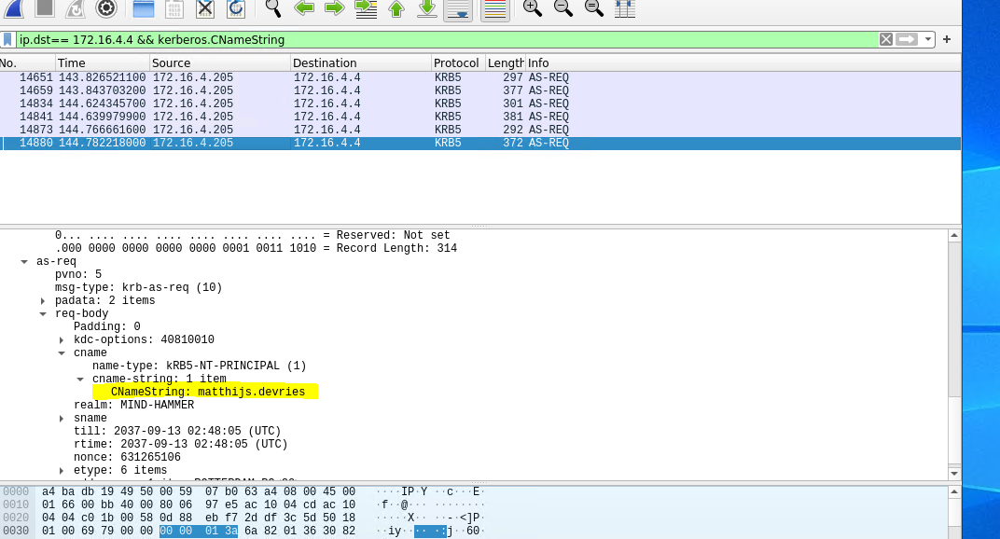 ip.dst== 172.16.4.4 && kerberos.CNameString
No. Time Source Destination Protocol Length Info
14651 143.826521100 172.16.4.205 172.16.4.4 KRB5 297 AS-REQ
14659 143.843703200 172.16.4.205 172.16.4.4 KRB5 377 AS-REQ
14834 144.624345700 172.16.4.205 172.16.4.4 KRB5 301 AS-REQ
14841 144.639979900 172.16.4.205 172.16.4.4 KRB5 381 AS-REQ
14873 144.766661600 172.16.4.205 172.16.4.4 KRB5 292 AS-REQ
14880 144.782218000 172.16.4.205 172.16.4.4 KRB5 372 AS-REQ
0... .... .... .... .... .... .... .... = Reserved: Not set
.000 0000 0000 0000 0000 0001 0011 1010 = Record Length: 314
as-req
pvno: 5
msg-type: krb-as-req (10)
padata: 2 items
req-body
Padding: 0
kdc-options: 40810010
cname
name-type: kRB5-NT-PRINCIPAL (1)
cname-string: 1 item
CNameString: matthijs.devries
realm: MIND-HAMMER
sname
till: 2037-09-13 02:48:05 (UTC)
rtime: 2037-09-13 02:48:05 (UTC)
nonce: 631265106
etype: 6 items
0000 a4 ba db 19 49 50 00 59 07 b0 63 a4 08 00 45 00 ····IP·Y ··c···E·
0010 01 66 00 bb 40 00 80 06 97 e5 ac 10 04 cd ac 10 ·f··@··· ········
0020 04 04 c0 1b 00 58 0d 88 eb f7 2d df 3c 5d 50 18 ·····X·· ··-·<]P·
0030 01 00 69 79 00 00 00 00 01 3a 6a 82 01 36 30 82 ··iy···· ·:j··60·